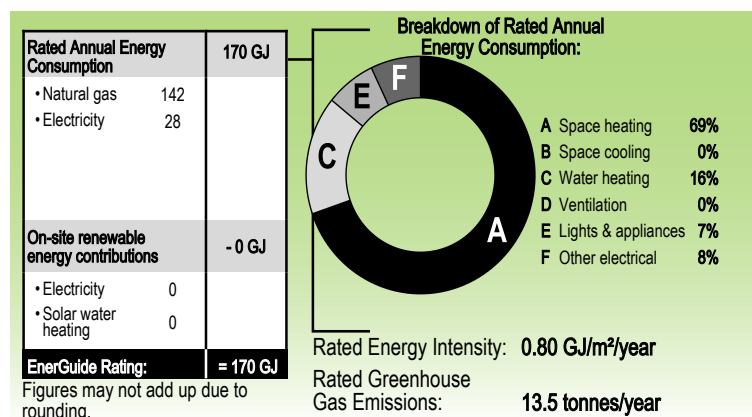 Rated Annual Energy
Consumption
170 GJ
• Natural gas 142
• Electricity 28
On-site renewable
energy contributions
- 0 GJ
• Electricity 0
• Solar water
heating 0
EnerGuide Rating: = 170 GJ
Figures may not add up due to
rounding.
Breakdown of Rated Annual
Energy Consumption:
F
E
C
A
A Space heating 69%
B Space cooling 0%
C Water heating 16%
D Ventilation 0%
E Lights & appliances 7%
F Other electrical 8%
Rated Energy Intensity: 0.80 GJ/m²/year
Rated Greenhouse
Gas Emissions: 13.5 tonnes/year